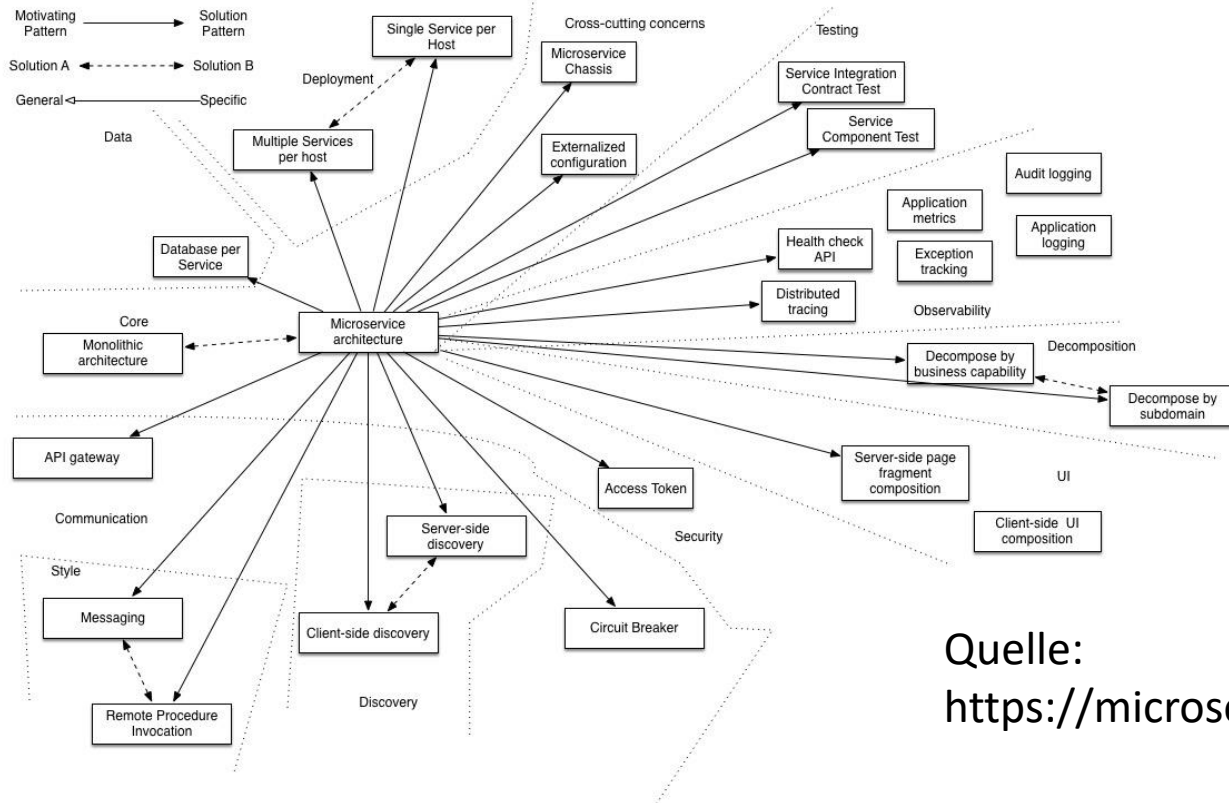 Motivating
Pattern
Solution
Pattern
Solution A
Solution B
General
Specific
Data
Deployment
Single Service per
Host
Multiple Services
per host
Cross-cutting concerns
Microservice
Chassis
Externalized
configuration
Testing
Service Integration
Contract Test
Service
Component Test
Audit logging
Application
metrics
Application
logging
Health check
API
Exception
tracking
Distributed
tracing
Observability
Database per
Service
Core
Monolithic
architecture
Microservice
architecture
Decomposition
Decompose by
business capability
Decompose by
subdomain
API gateway
Communication
Access Token
Security
Server-side page
fragment
composition
UI
Client-side UI
composition
Style
Messaging
Remote Procedure
Invocation
Server-side
discovery
Client-side discovery
Discovery
Circuit Breaker
Quelle: